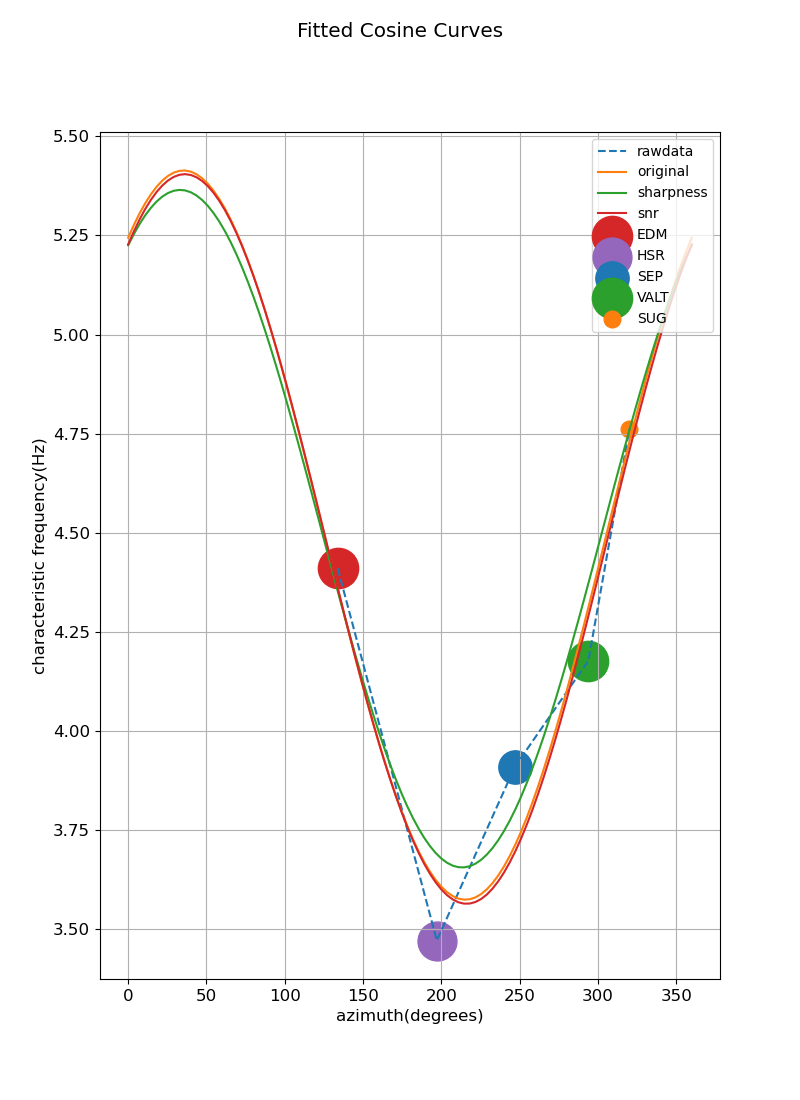 Fitted Cosine Curves
5.50
5.25
5.00
4.75
4.50
4.25
4.00
3.75
3.50
characteristic frequency(Hz)
rawdata
original
sharpness
snr
EDM
HSR
SEP
VALT
SUG
0 50 100 150 200 250 300 350
azimuth(degrees)